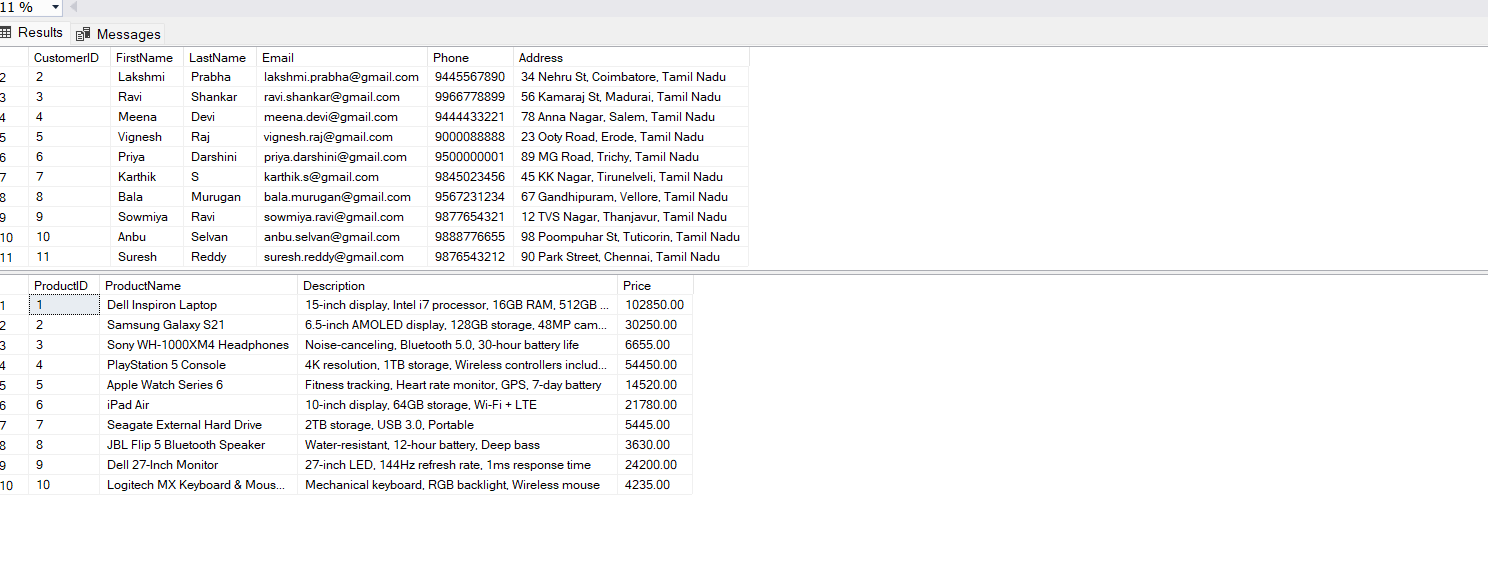 11 %
Results Messages
CustomerID FirstName LastName Email Phone Address
2 2 Lakshmi Prabha lakshmi.prabha@gmail.com 9445567890 34 Nehru St, Coimbatore, Tamil Nadu
3 3 Ravi Shankar ravi.shankar@gmail.com 9966778899 56 Kamaraj St, Madurai, Tamil Nadu
4 4 Meena Devi meena.devi@gmail.com 9444433221 78 Anna Nagar, Salem, Tamil Nadu
5 5 Vignesh Raj vignesh.raj@gmail.com 9000088888 23 Ooty Road, Erode, Tamil Nadu
6 6 Priya Darshini priya.darshini@gmail.com 9500000001 89 MG Road, Trichy, Tamil Nadu
7 7 Karthik S karthik.s@gmail.com 9845023456 45 KK Nagar, Tirunelveli, Tamil Nadu
8 8 Bala Murugan bala.murugan@gmail.com 9567231234 67 Gandhipuram, Vellore, Tamil Nadu
9 9 Sowmiya Ravi sowmiya.ravi@gmail.com 9877654321 12 TVS Nagar, Thanjavur, Tamil Nadu
10 10 Anbu Selvan anbu.selvan@gmail.com 9888776655 98 Poompuhar St, Tuticorin, Tamil Nadu
11 11 Suresh Reddy suresh.reddy@gmail.com 9876543212 90 Park Street, Chennai, Tamil Nadu
ProductID ProductName Description Price
1 1 Dell Inspiron Laptop 15-inch display, Intel i7 processor, 16GB RAM, 512GB ... 102850.00
2 2 Samsung Galaxy S21 6.5-inch AMOLED display, 128GB storage, 48MP cam... 30250.00
3 3 Sony WH-1000XM4 Headphones Noise-canceling, Bluetooth 5.0, 30-hour battery life 6655.00
4 4 PlayStation 5 Console 4K resolution, 1TB storage, Wireless controllers includ... 54450.00
5 5 Apple Watch Series 6 Fitness tracking, Heart rate monitor, GPS, 7-day battery 14520.00
6 6 iPad Air 10-inch display, 64GB storage, Wi-Fi + LTE 21780.00
7 7 Seagate External Hard Drive 2TB storage, USB 3.0, Portable 5445.00
8 8 JBL Flip 5 Bluetooth Speaker Water-resistant, 12-hour battery, Deep bass 3630.00
9 9 Dell 27-Inch Monitor 27-inch LED, 144Hz refresh rate, 1ms response time 24200.00
10 10 Logitech MX Keyboard & Mous... Mechanical keyboard, RGB backlight, Wireless mouse 4235.00